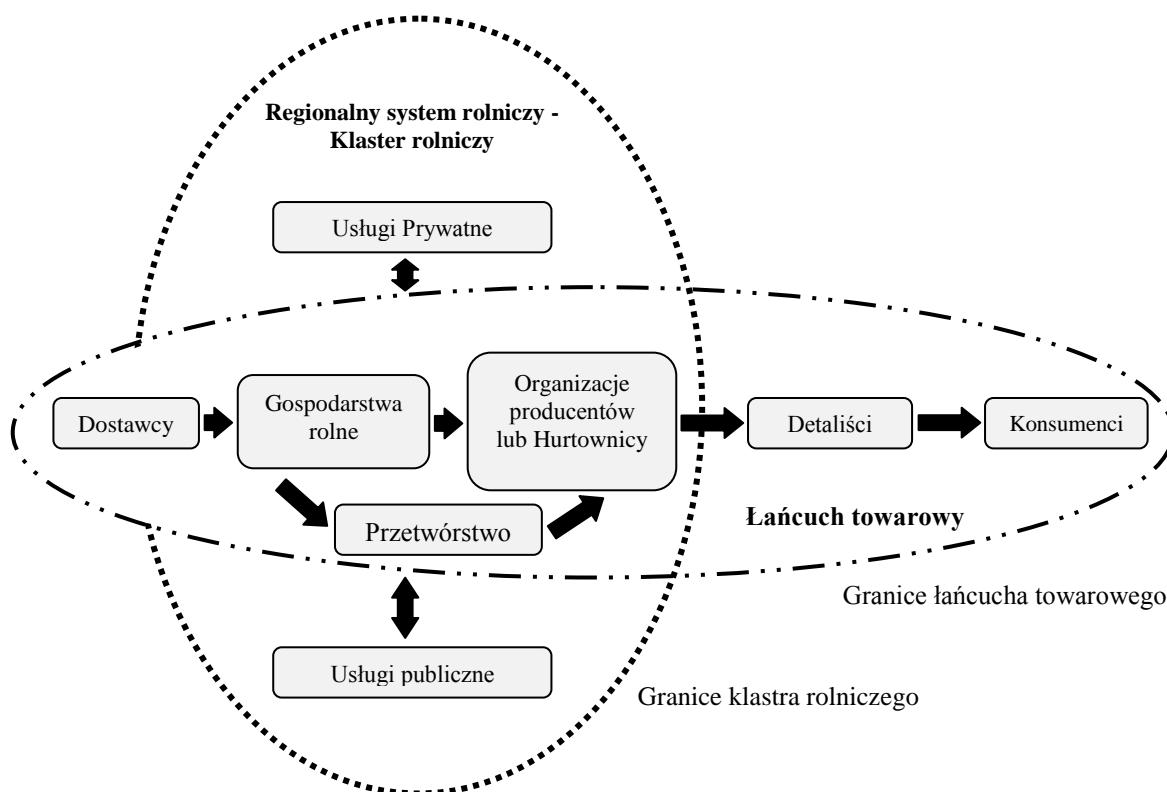 Regionalny system rolniczy -
Klaster rolniczy
Usługi Prywatne
Dostawcy
Gospodarstwa
rolne
Organizacje
producentów
lub Hurtownicy
Detaliści
Konsumenci
Przetwórstwo
Łańcuch towarowy
Granice łańcucha towarowego
Usługi publiczne
Granice klastra rolniczego